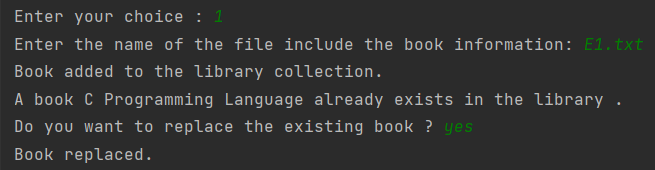 Enter your choice : 1
Enter the name of the file include the book information: E1.txt
Book added to the library collection.
A book C Programming Language already exists in the library .
Do you want to replace the existing book ? yes
Book replaced.